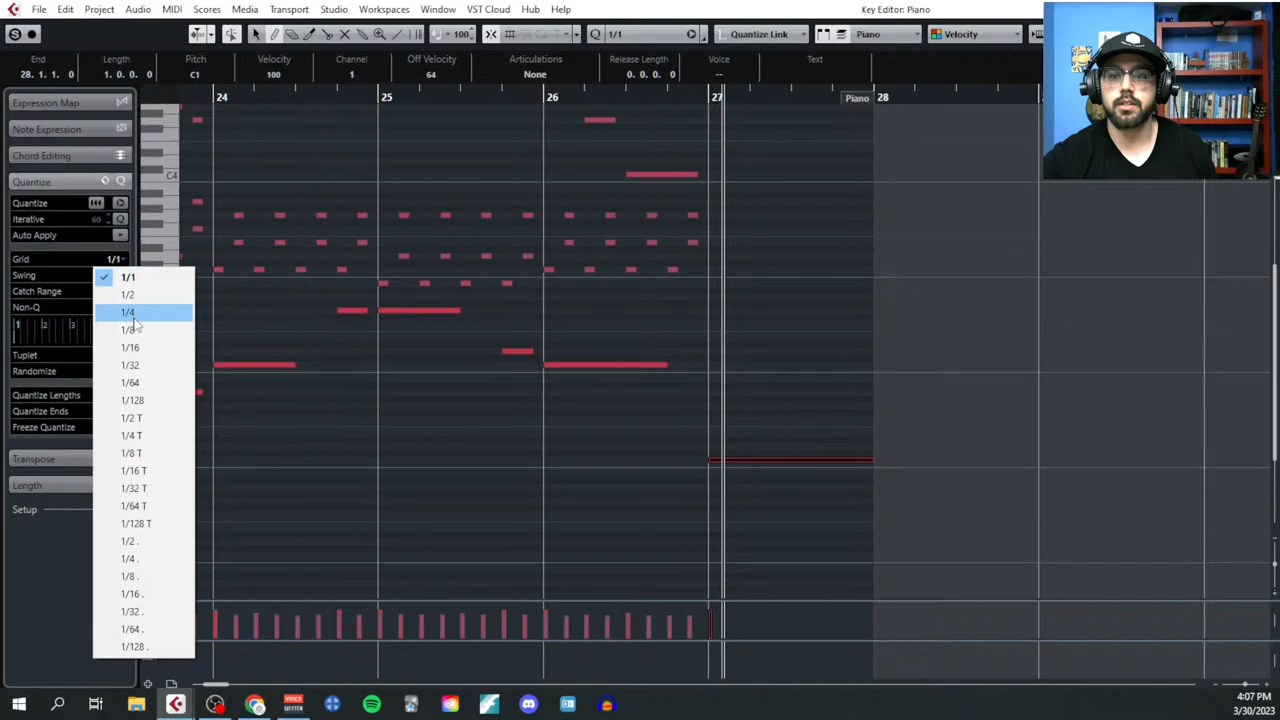 File Edit Project Audio MIDI Scores Media Transport Studio Workspaces Window VST Cloud Hub Help Key Editor: Piano
100 Q 1/1 Quantize Link Piano Velocity
End Length Pitch Velocity Channel Off Velocity Articulations Release Length Voice Text
28. 1. 1. 0 1. 0. 0. 0 C1 100 1 64 None 0. 0. 0. 0 --
24 25 26 27 Piano 28
Expression Map
Note Expression
Chord Editing
C4
Quantize
Quantize
Iterative 60
Auto Apply
Grid 1/1
Swing
Catch Range
Non-Q
1 2 3
Tuplet
Randomize
Quantize Lengths
Quantize Ends
Freeze Quantize
Transpose
Length
Setup
1/1
1/2
1/4
1/8
1/16
1/32
1/64
1/128
1/2 T
1/4 T
1/8 T
1/16 T
1/32 T
1/64 T
1/128 T
1/2 .
1/4 .
1/8 .
1/16 .
1/32 .
1/64 .
1/128 .
4:07 PM
3/30/2023